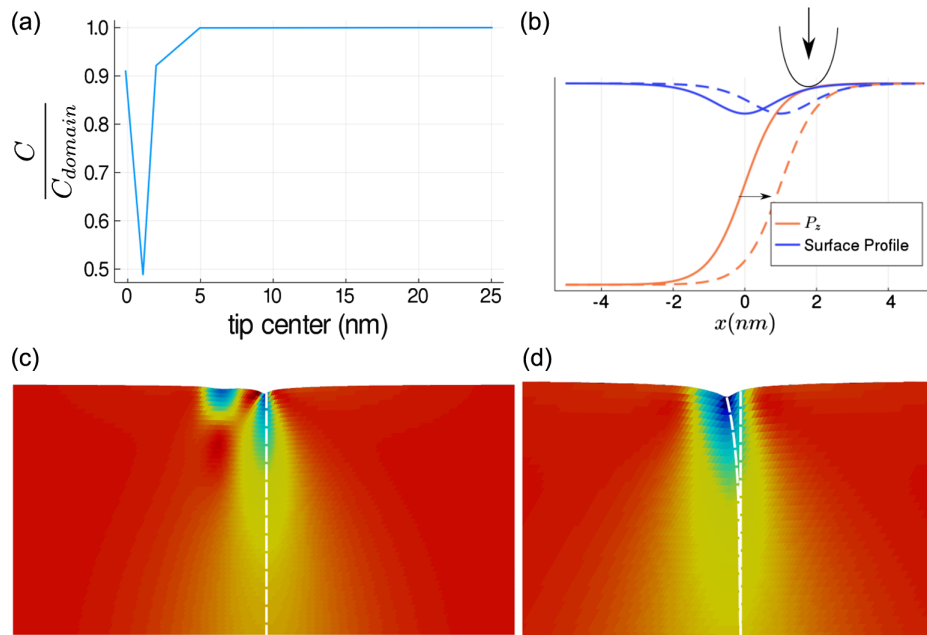 (a)
1.0
0.9
0.8
0.7
0.6
0.5
C
C_domain
0 5 10 15 20 25
tip center (nm)
(b)
P_z
Surface Profile
-4 -2 0 2 4
x(nm)
(c)
(d)